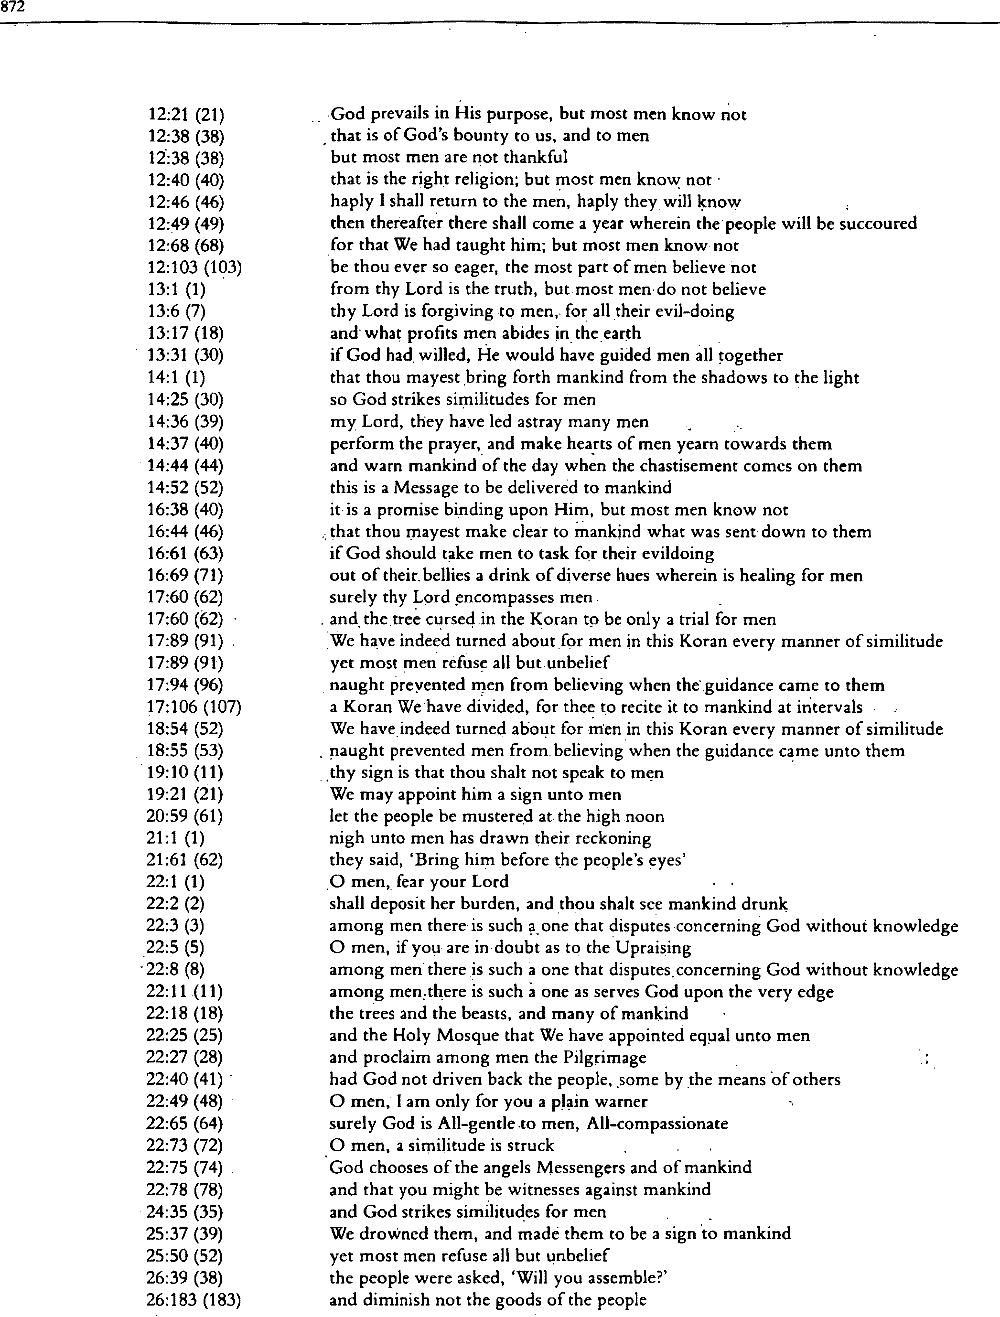 872
12:21 (21) God prevails in His purpose, but most men know not
12:38 (38) that is of God's bounty to us, and to men
12:38 (38) but most men are not thankful
12:40 (40) that is the right religion; but most men know not
12:46 (46) haply I shall return to the men, haply they will know
12:49 (49) then thereafter there shall come a year wherein the people will be succoured
12:68 (68) for that We had taught him; but most men know not
12:103 (103) be thou ever so eager, the most part of men believe not
13:1 (1) from thy Lord is the truth, but most men do not believe
13:6 (7) thy Lord is forgiving to men, for all their evil-doing
13:17 (18) and what profits men abides in the earth
13:31 (30) if God had willed, He would have guided men all together
14:1 (1) that thou mayest bring forth mankind from the shadows to the light
14:25 (30) so God strikes similitudes for men
14:36 (39) my Lord, they have led astray many men
14:37 (40) perform the prayer, and make hearts of men yearn towards them
14:44 (44) and warn mankind of the day when the chastisement comes on them
14:52 (52) this is a Message to be delivered to mankind
16:38 (40) it is a promise binding upon Him, but most men know not
16:44 (46) that thou mayest make clear to mankind what was sent down to them
16:61 (63) if God should take men to task for their evildoing
16:69 (71) out of their bellies a drink of diverse hues wherein is healing for men
17:60 (62) surely thy Lord encompasses men
17:60 (62) and the tree cursed in the Koran to be only a trial for men
17:89 (91) We have indeed turned about for men in this Koran every manner of similitude
17:89 (91) yet most men refuse all but unbelief
17:94 (96) naught prevented men from believing when the guidance came to them
17:106 (107) a Koran We have divided, for thee to recite it to mankind at intervals
18:54 (52) We have indeed turned about for men in this Koran every manner of similitude
18:55 (53) naught prevented men from believing when the guidance came unto them
19:10 (11) thy sign is that thou shalt not speak to men
19:21 (21) We may appoint him a sign unto men
20:59 (61) let the people be mustered at the high noon
21:1 (1) nigh unto men has drawn their reckoning
21:61 (62) they said, 'Bring him before the people's eyes'
22:1 (1) O men, fear your Lord
22:2 (2) shall deposit her burden, and thou shalt see mankind drunk
22:3 (3) among men there is such a one that disputes concerning God without knowledge
22:5 (5) O men, if you are in doubt as to the Upraising
22:8 (8) among men there is such a one that disputes concerning God without knowledge
22:11 (11) among men there is such a one as serves God upon the very edge
22:18 (18) the trees and the beasts, and many of mankind
22:25 (25) and the Holy Mosque that We have appointed equal unto men
22:27 (28) and proclaim among men the Pilgrimage
22:40 (41) had God not driven back the people, some by the means of others
22:49 (48) O men, I am only for you a plain warner
22:65 (64) surely God is All-gentle to men, All-compassionate
22:73 (72) O men, a similitude is struck
22:75 (74) God chooses of the angels Messengers and of mankind
22:78 (78) and that you might be witnesses against mankind
24:35 (35) and God strikes similitudes for men
25:37 (39) We drowned them, and made them to be a sign to mankind
25:50 (52) yet most men refuse all but unbelief
26:39 (38) the people were asked, 'Will you assemble?'
26:183 (183) and diminish not the goods of the people